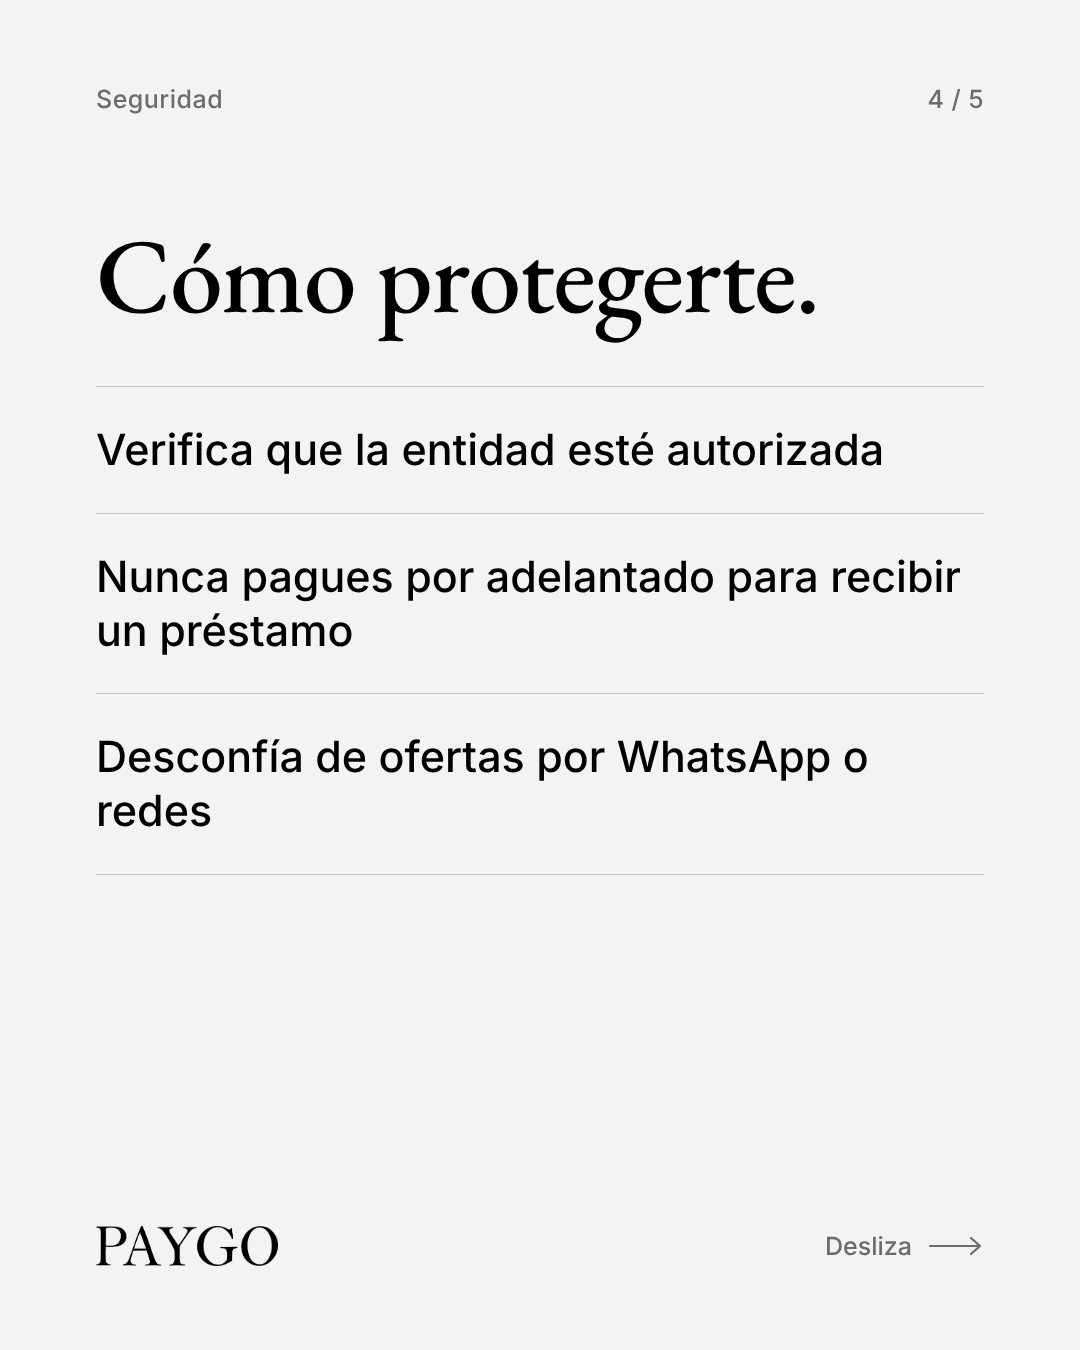 Seguridad
4 / 5
Cómo protegerte.
Verifica que la entidad esté autorizada
Nunca pagues por adelantado para recibir
un préstamo
Desconfía de ofertas por WhatsApp o
redes
PAYGO
Desliza